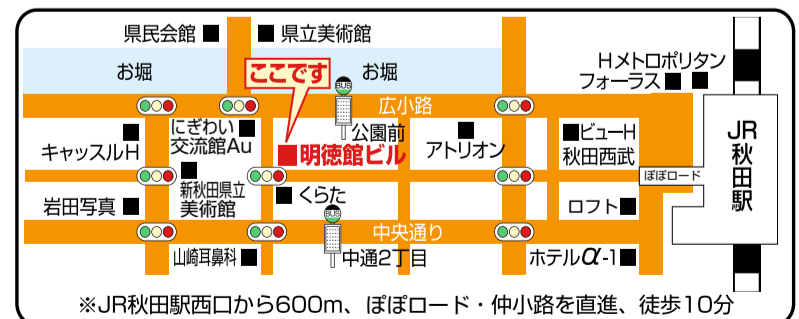 県民会館
県立美術館
お堀
ここです
お堀
Hメトロポリタン
フォーラス
BUS
広小路
公園前
キャッスルH
にぎわい
交流館Au
明徳館ビル
アトリオン
ビューH
秋田西武
JR秋田駅
ぽぽロード
新秋田県立
美術館
くらた
岩田写真
ロフト
BUS
中央通り
山崎耳鼻科
中通2丁目
ホテルα-1
※JR秋田駅西口から600m、ぽぽロード・仲小路を直進、徒歩10分